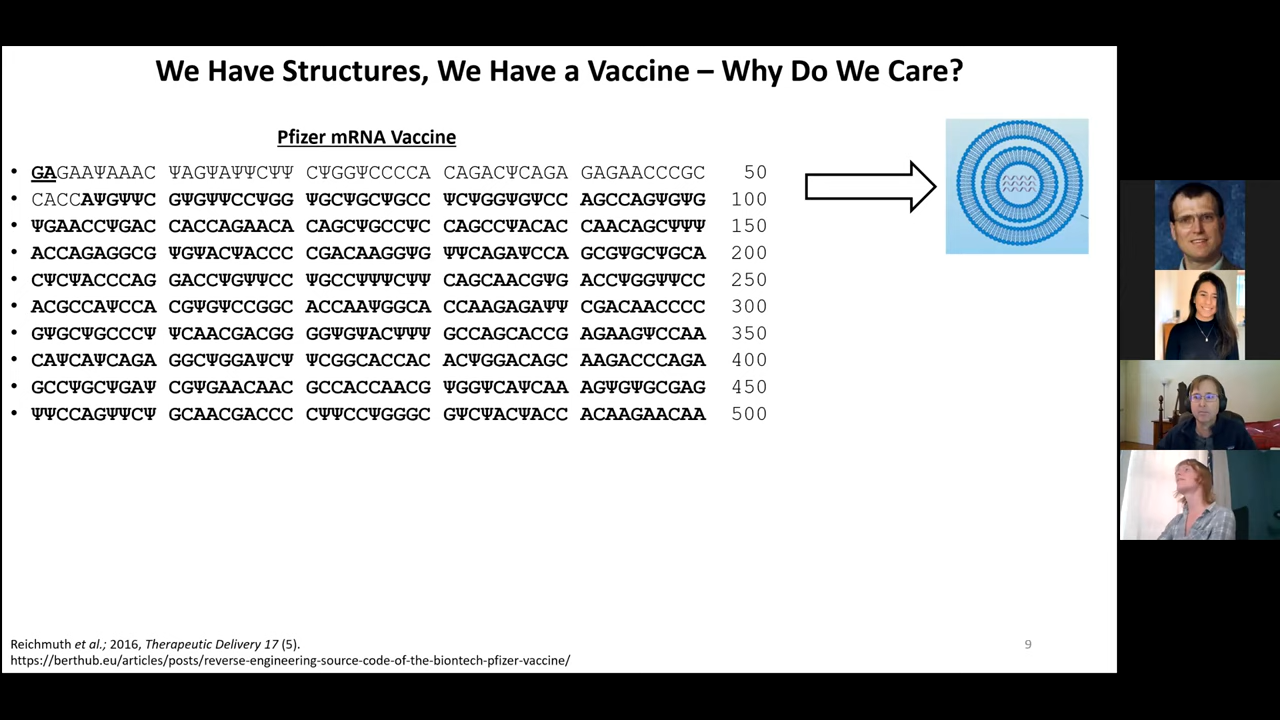 We Have Structures, We Have a Vaccine – Why Do We Care?
Pfizer mRNA Vaccine
• GAGAAΨAAAC ΨAGΨAΨΨCΨΨ CΨGGΨCCCCA CAGACΨCAGA GAGAACCCGC 50
• CACCAΨGΨΨC GΨGΨΨCCΨGG ΨGCΨGCΨGCC ΨCΨGGΨGΨCC AGCCAGΨGΨG 100
• ΨGAACCΨGAC CACCAGAACA CAGCΨGCCΨC CAGCCΨACAC CAACAGCΨΨΨ 150
• ACCAGAGGCG ΨGΨACΨACCC CGACAAGGΨG ΨΨCAGAΨCCA GCGΨGCΨGCA 200
• CΨCΨACCCAG GACCΨGΨΨCC ΨGCCΨΨΨCΨΨ CAGCAACGΨG ACCΨGGΨΨCC 250
• ACGCCAΨCCA CGΨGΨCCGGC ACCAAΨGGCA CCAAGAGAΨΨ CGACAACCCC 300
• GΨGCΨGCCCΨ ΨCAACGACGG GGΨGΨACΨΨΨ GCCAGCACCG AGAAGΨCCAA 350
• CAΨCAΨCAGA GGCΨGGAΨCΨ ΨCGGCACCAC ACΨGGACAGC AAGACCCAGA 400
• GCCΨGCΨGAΨ CGΨGAACAAC GCCACCAACG ΨGGΨCAΨCAA AGΨGΨGCGAG 450
• ΨΨCCAGΨΨCΨ GCAACGACCC CΨΨCCΨGGGC GΨCΨACΨACC ACAAGAACAA 500
Reichmuth et al.; 2016, Therapeutic Delivery 17 (5).
https://berthub.eu/articles/posts/reverse-engineering-source-code-of-the-biontech-pfizer-vaccine/
9